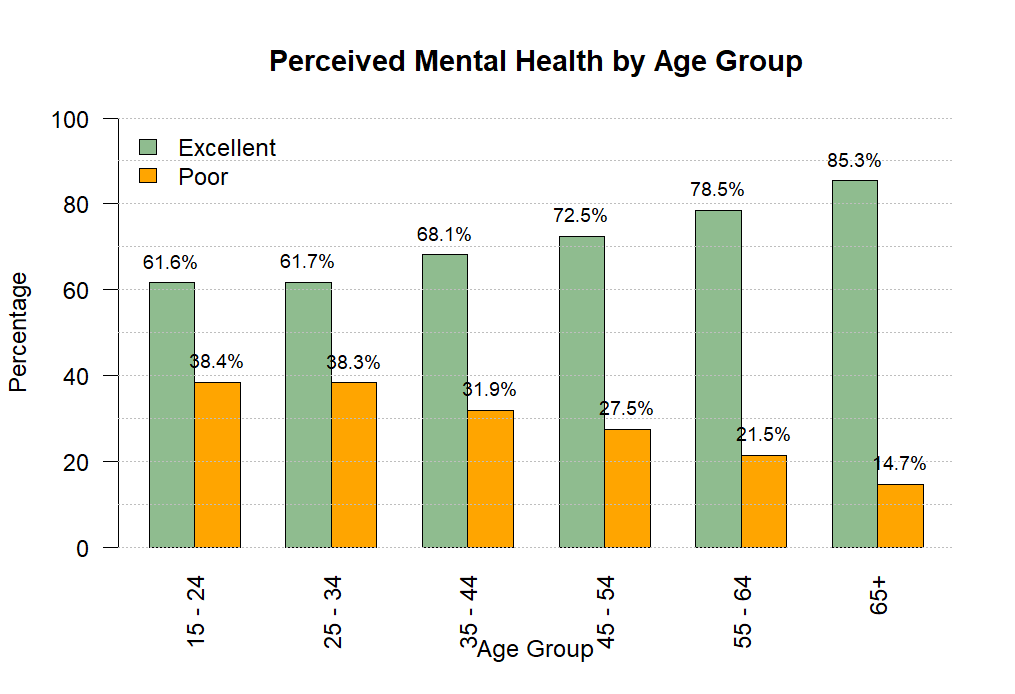 Perceived Mental Health by Age Group
Percentage
100
80
60
40
20
0
Excellent
Poor
61.6%
38.4%
61.7%
38.3%
68.1%
31.9%
72.5%
27.5%
78.5%
21.5%
85.3%
14.7%
15 - 24
25 - 34
35 - 44
45 - 54
55 - 64
65+
Age Group